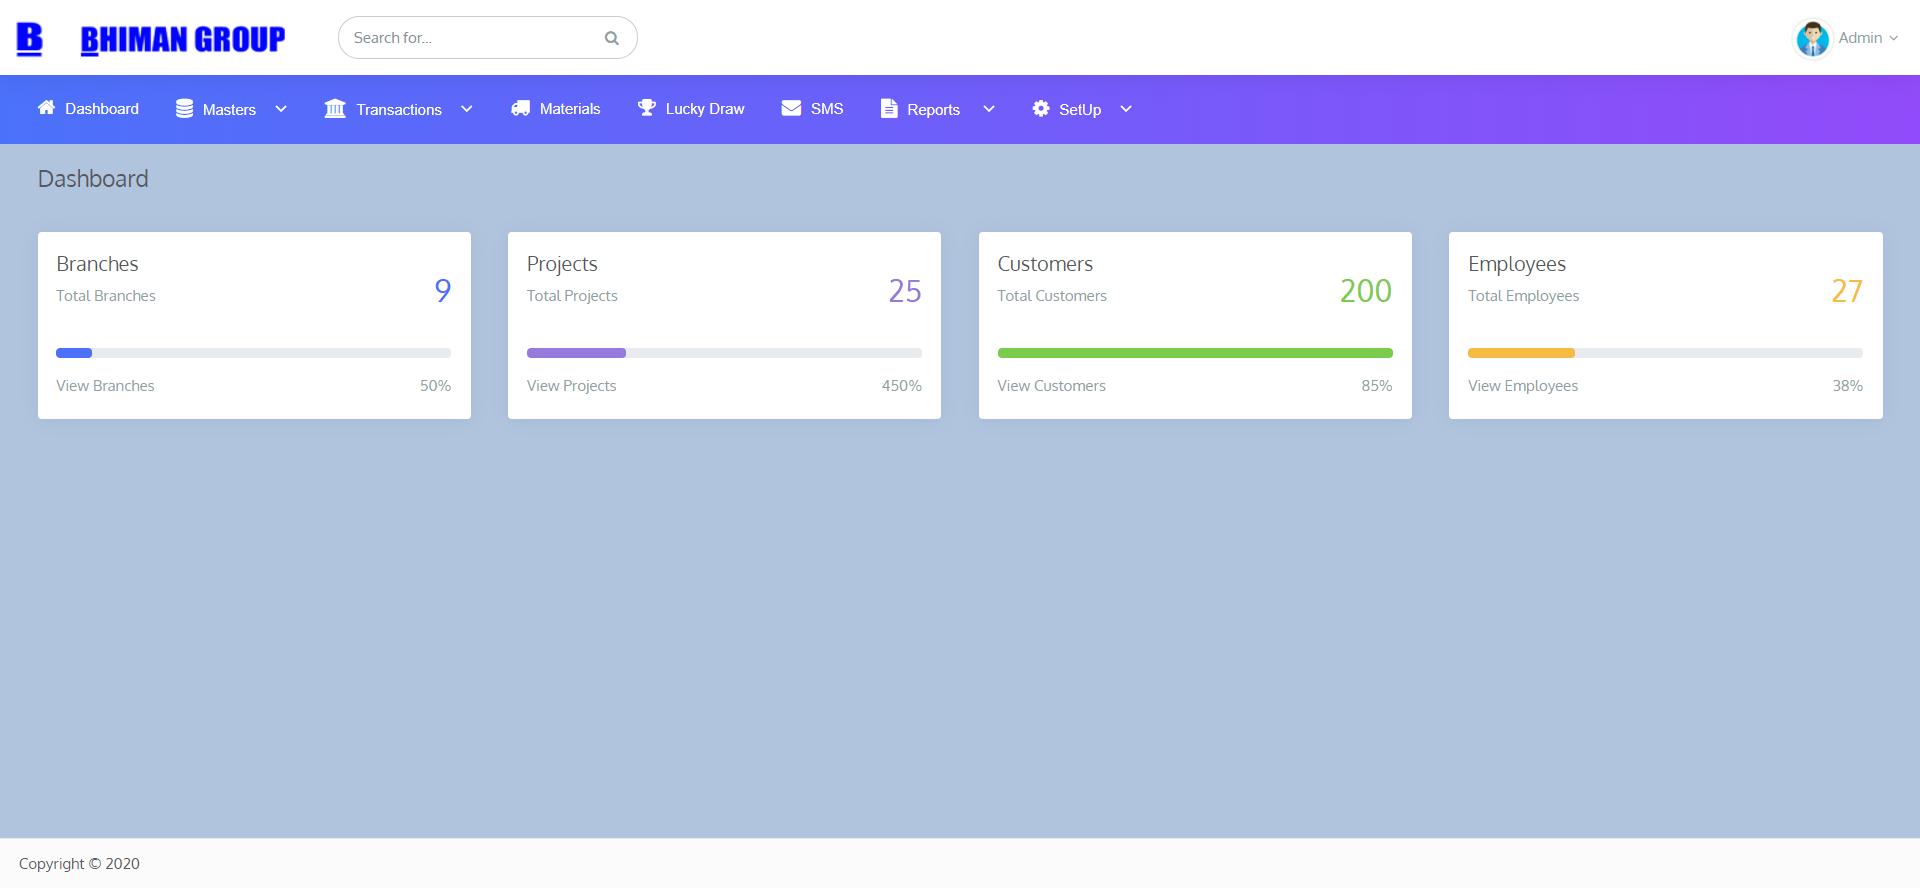 B BHIMAN GROUP Search for... Admin
Dashboard Masters Transactions Materials Lucky Draw SMS Reports SetUp
Dashboard
Branches
Total Branches
9
View Branches 50%
Projects
Total Projects
25
View Projects 450%
Customers
Total Customers
200
View Customers 85%
Employees
Total Employees
27
View Employees 38%
Copyright © 2020